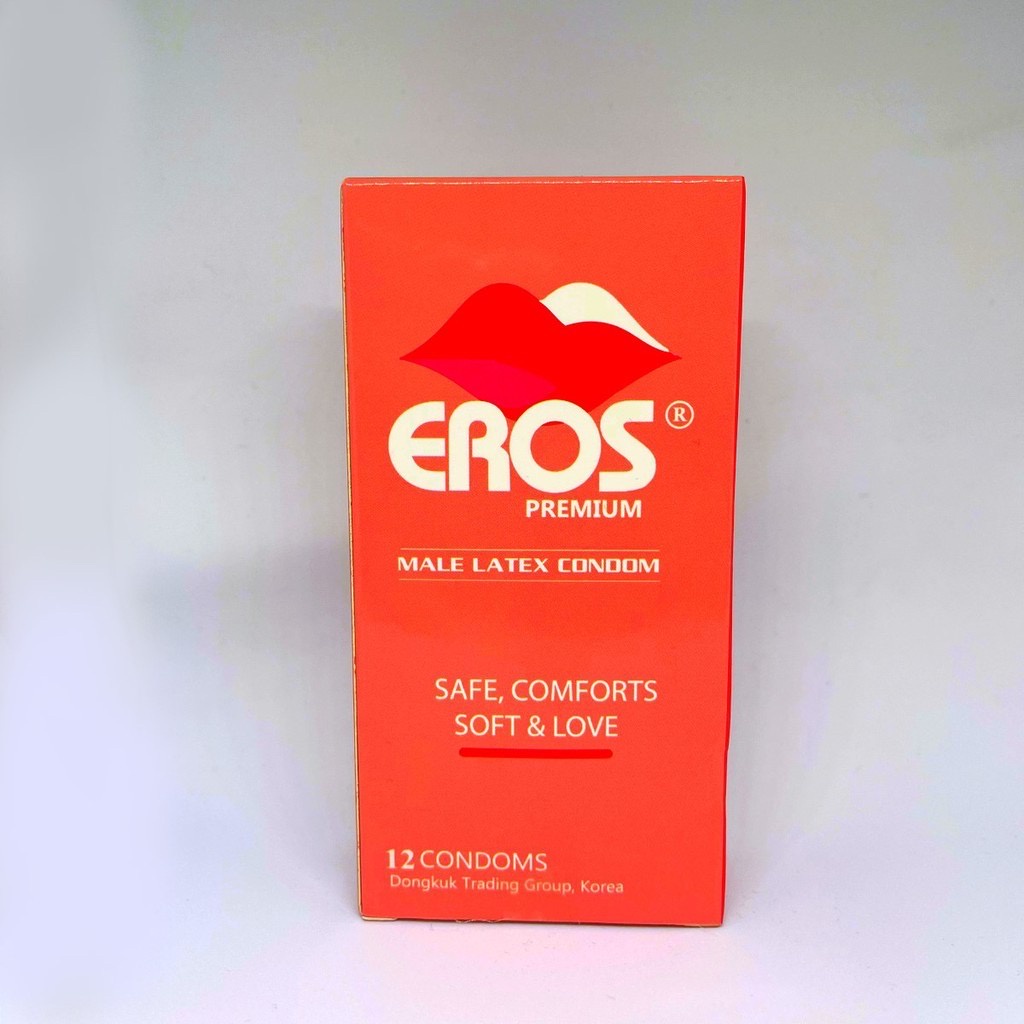 EROS ®
PREMIUM
MALE LATEX CONDOM
SAFE, COMFORTS
SOFT & LOVE
12 CONDOMS
Dongkuk Trading Group, Korea